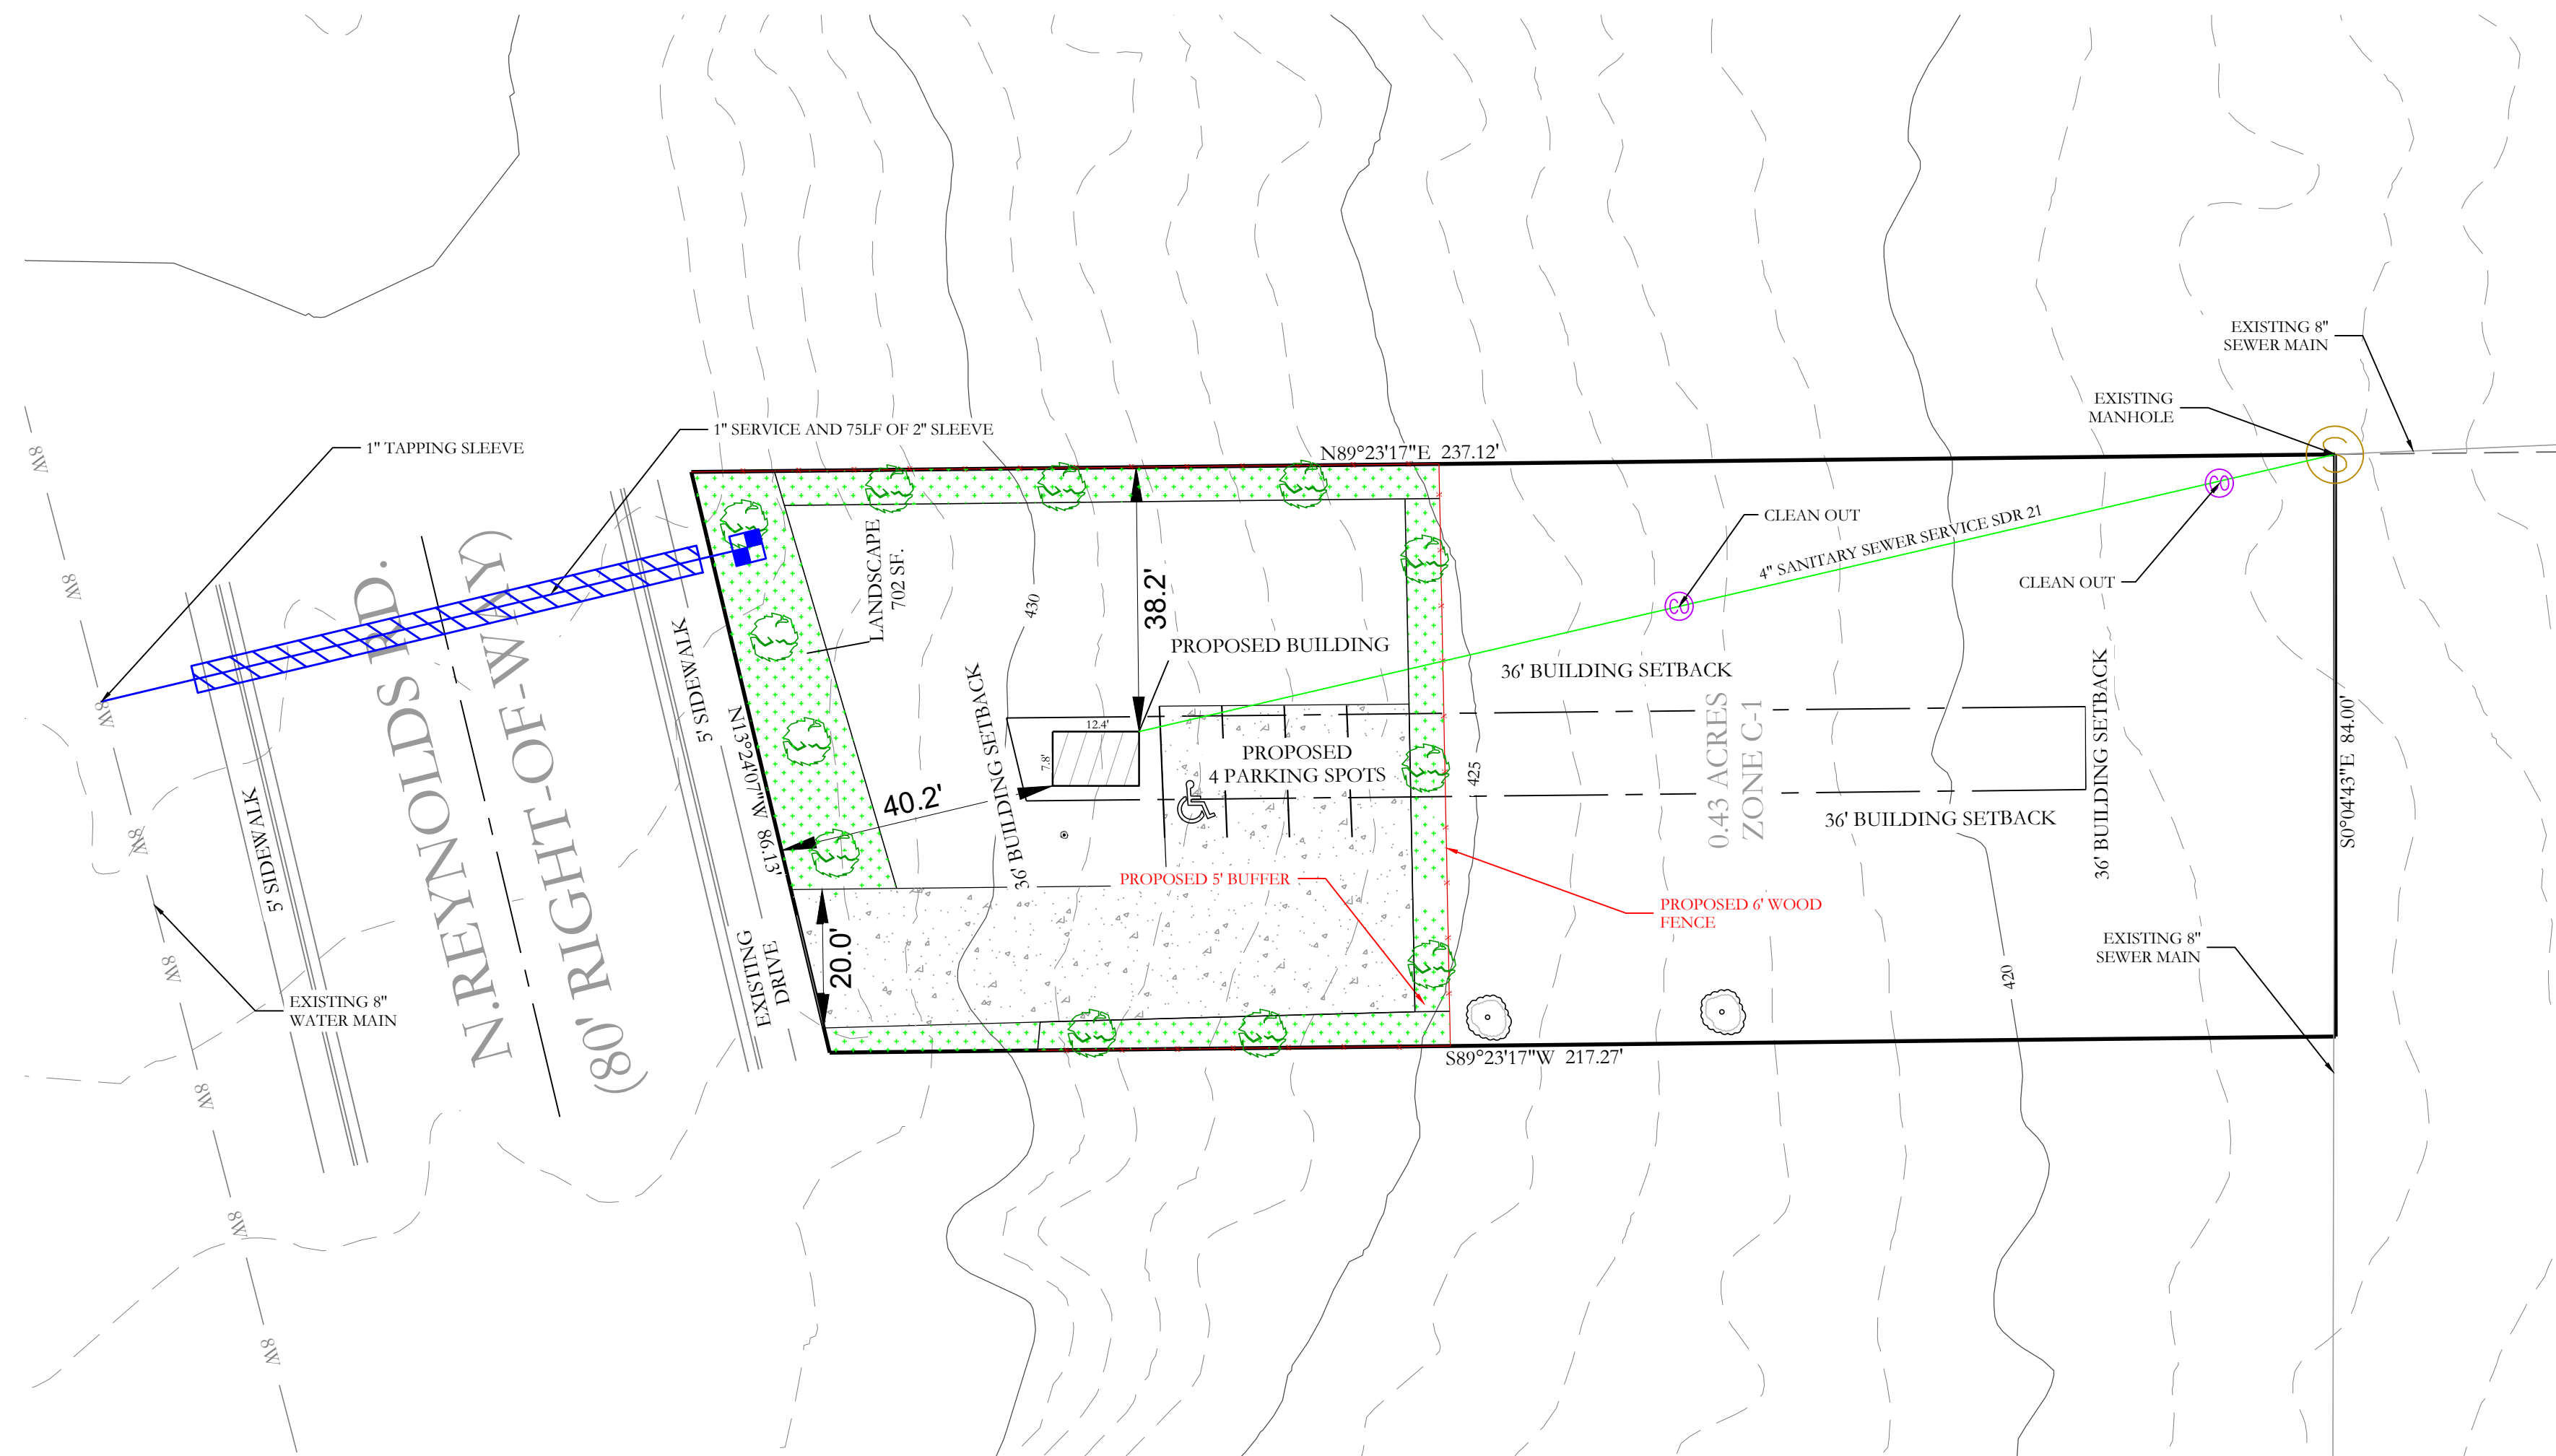 EXISTING 8"
SEWER MAIN
EXISTING
MANHOLE
1" SERVICE AND 75LF OF 2" SLEEVE
1" TAPPING SLEEVE
N89°23'17"E 237.12'
8W
8W
8W
8W
8W
8W
8W
8W
S
CO
CO
CLEAN OUT
4" SANITARY SEWER SERVICE SDR 21
CLEAN OUT
LANDSCAPE
702 SF.
430
38.2'
PROPOSED BUILDING
36' BUILDING SETBACK
5' SIDEWALK
N13°24'07"W 86.13'
36' BUILDING SETBACK
12.4'
7.8'
PROPOSED
4 PARKING SPOTS
40.2'
425
0.43 ACRES
ZONE C-1
36' BUILDING SETBACK
36' BUILDING SETBACK
S0°04'43"E 84.00'
N.REYNOLDS RD.
(80' RIGHT-OF-WAY)
5' SIDEWALK
PROPOSED 5' BUFFER
PROPOSED 6' WOOD
FENCE
EXISTING
DRIVE
20.0'
EXISTING 8"
SEWER MAIN
420
EXISTING 8"
WATER MAIN
S89°23'17"W 217.27'